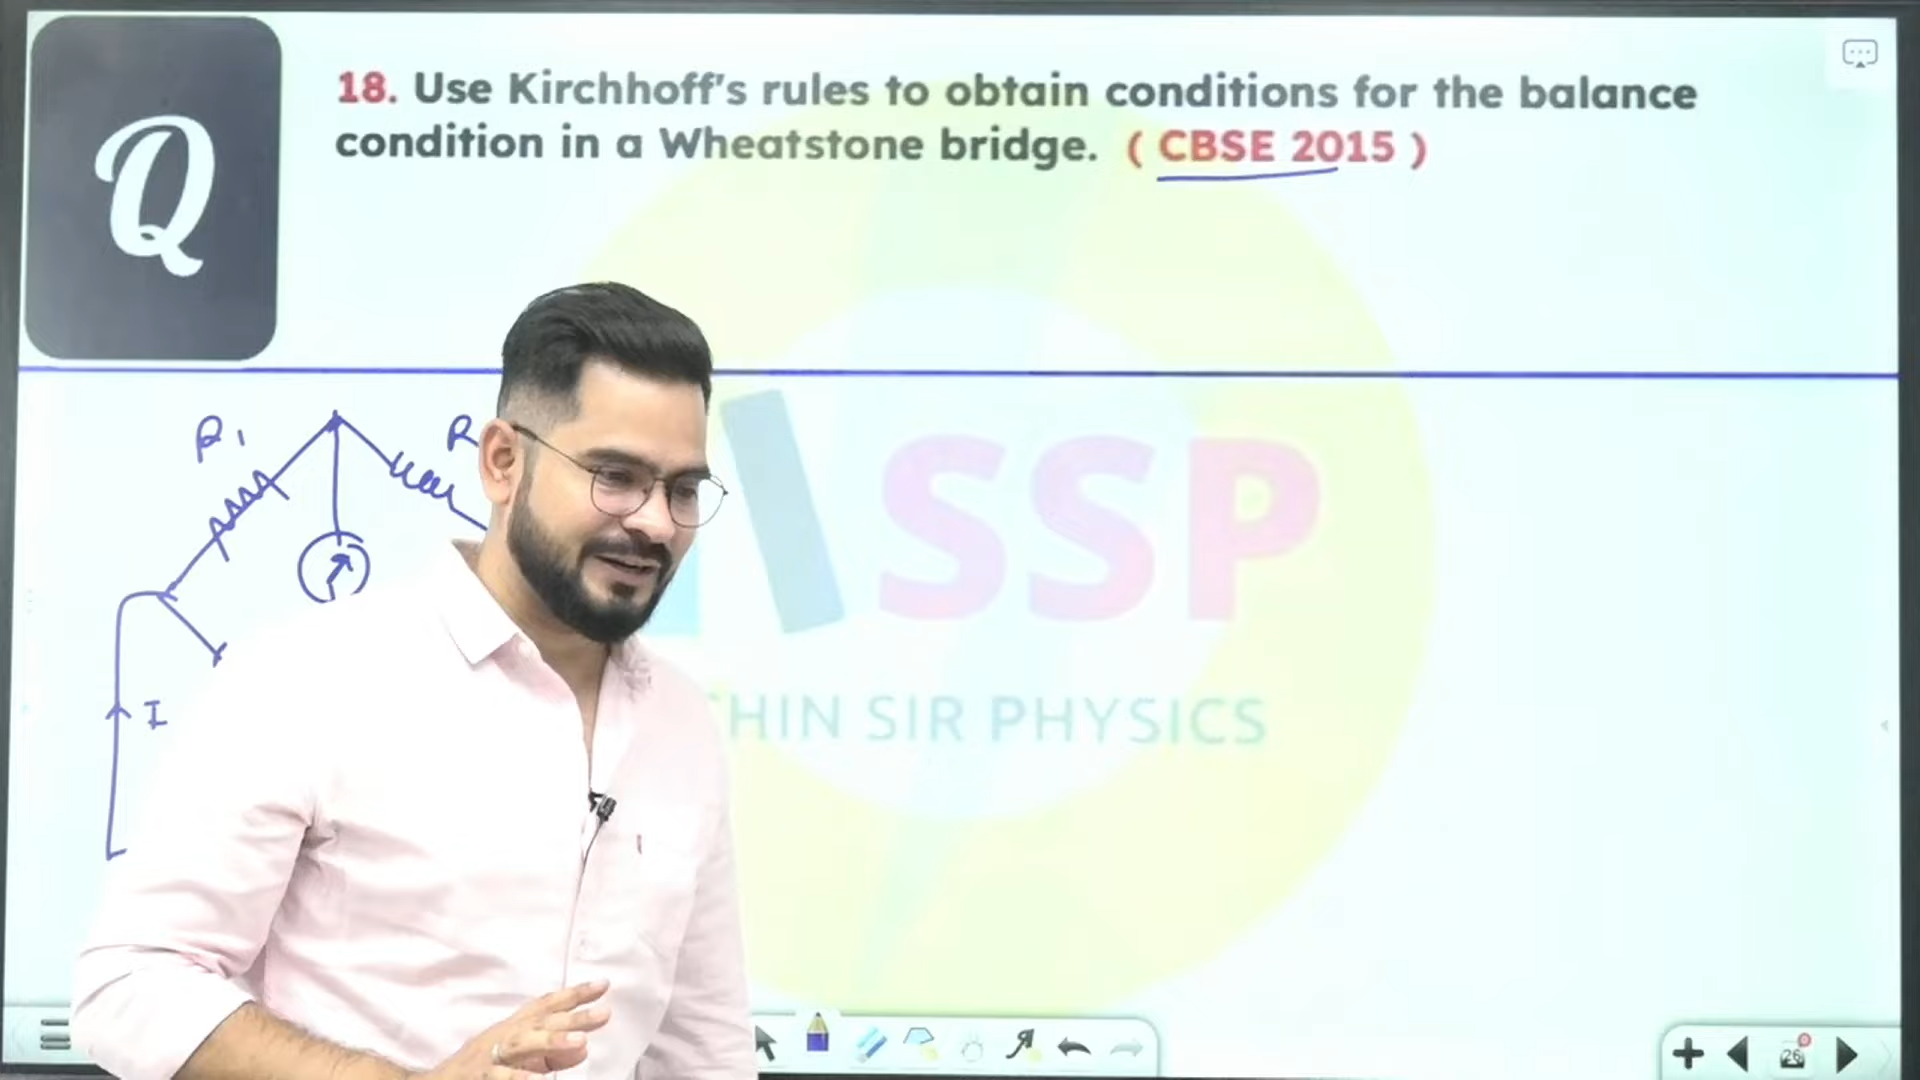 Q
18. Use Kirchhoff's rules to obtain conditions for the balance
condition in a Wheatstone bridge. ( CBSE 2015 )
R1
R
I
SSP
HIN SIR PHYSICS
26